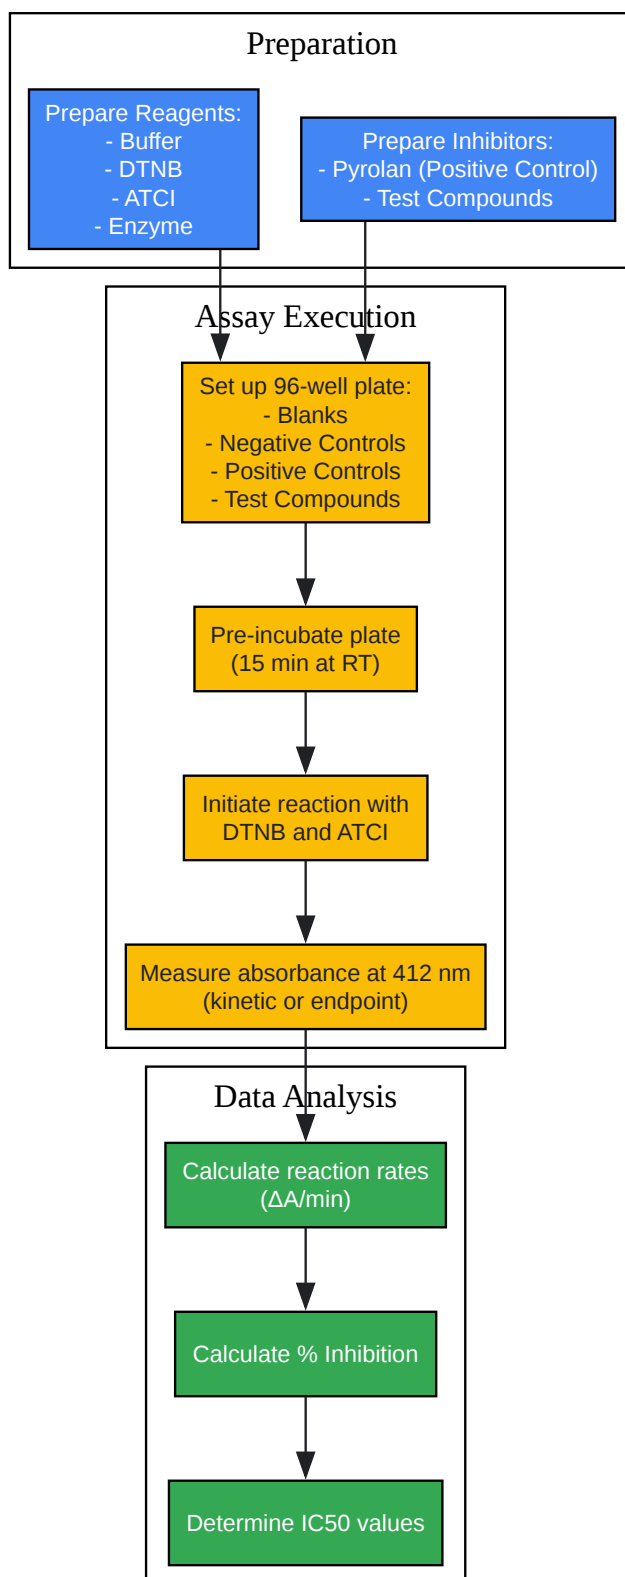 Preparation
Prepare Reagents:
- Buffer
- DTNB
- ATCI
- Enzyme
Prepare Inhibitors:
- Pyrolan (Positive Control)
- Test Compounds
Assay Execution
Set up 96-well plate:
- Blanks
- Negative Controls
- Positive Controls
- Test Compounds
Pre-incubate plate
(15 min at RT)
Initiate reaction with
DTNB and ATCI
Measure absorbance at 412 nm
(kinetic or endpoint)
Data Analysis
Calculate reaction rates
(ΔA/min)
Calculate % Inhibition
Determine IC50 values